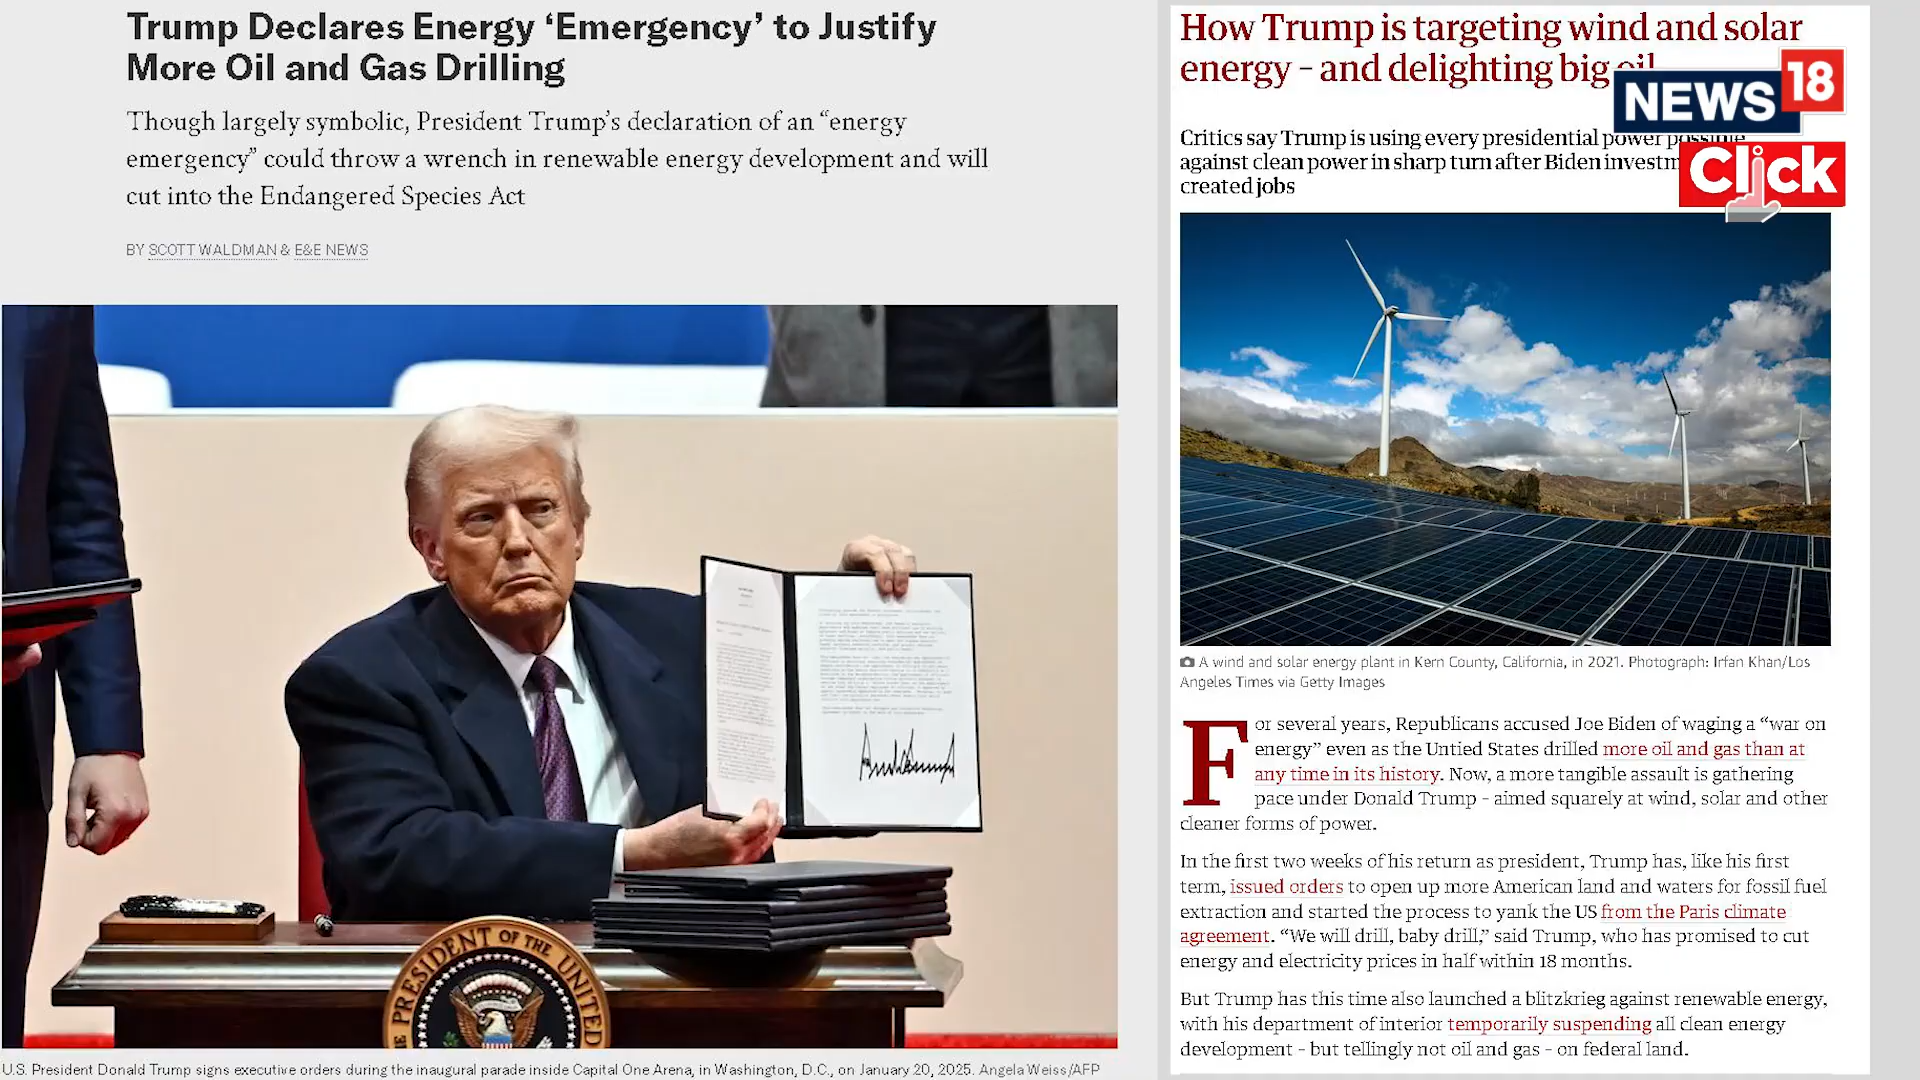 Trump Declares Energy ‘Emergency’ to Justify
More Oil and Gas Drilling
Though largely symbolic, President Trump’s declaration of an “energy
emergency” could throw a wrench in renewable energy development and will
cut into the Endangered Species Act
BY SCOTT WALDMAN & E&E NEWS
PRESIDENT OF THE UNITED
U.S. President Donald Trump signs executive orders during the inaugural parade inside Capital One Arena, in Washington, D.C., on January 20, 2025. Angela Weiss/AFP
How Trump is targeting wind and solar
energy – and delighting big oil
NEWS 18
Click
Critics say Trump is using every presidential power possible
against clean power in sharp turn after Biden
created jobs
A wind and solar energy plant in Kern County, California, in 2021. Photograph: Irfan Khan/Los
Angeles Times via Getty Images
For several years, Republicans accused Joe Biden of waging a “war on
energy” even as the Untied States drilled more oil and gas than at
any time in its history. Now, a more tangible assault is gathering
pace under Donald Trump – aimed squarely at wind, solar and other
cleaner forms of power.
In the first two weeks of his return as president, Trump has, like his first
term, issued orders to open up more American land and waters for fossil fuel
extraction and started the process to yank the US from the Paris climate
agreement. “We will drill, baby drill,” said Trump, who has promised to cut
energy and electricity prices in half within 18 months.
But Trump has this time also launched a blitzkrieg against renewable energy,
with his department of interior temporarily suspending all clean energy
development – but tellingly not oil and gas – on federal land.